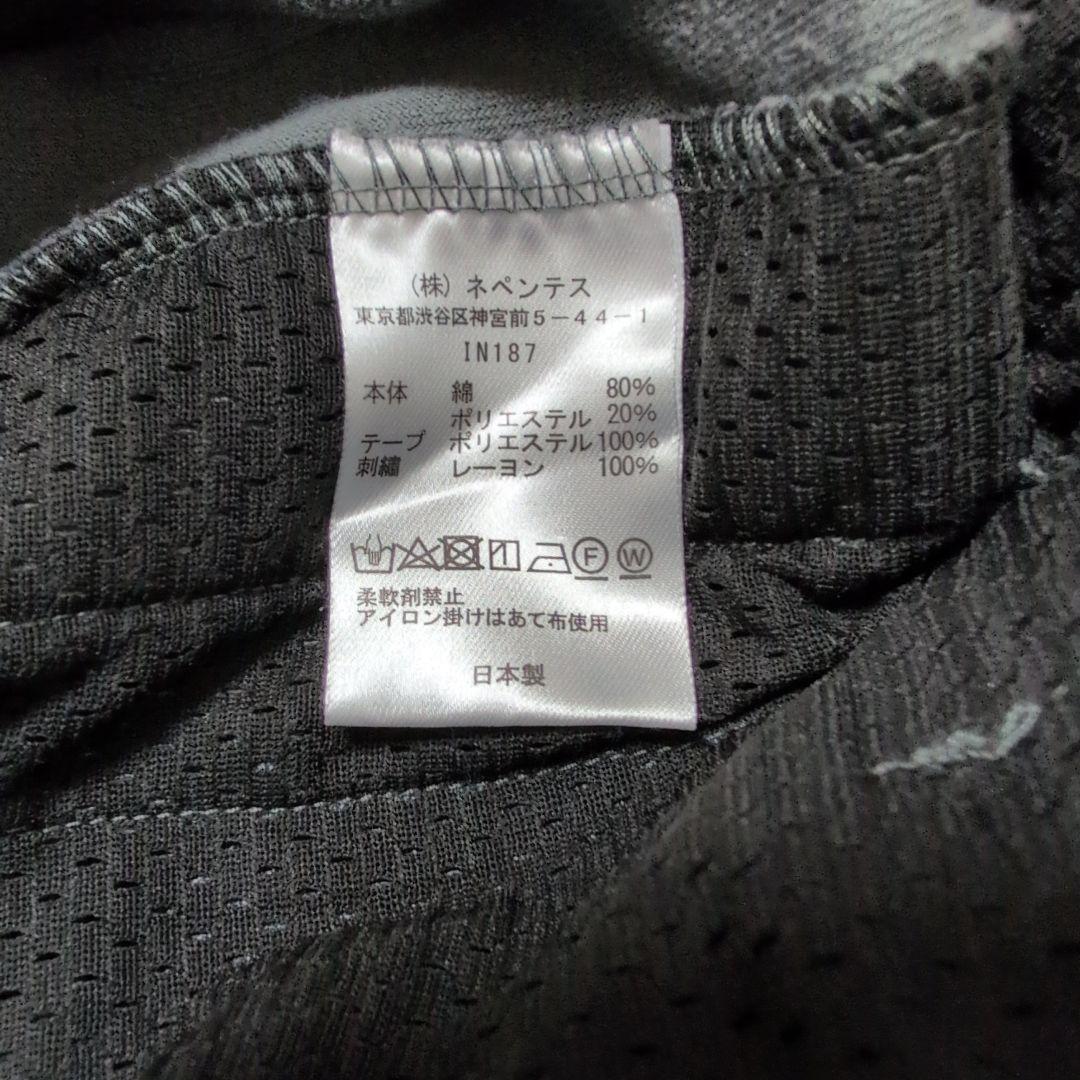 (株) ネペンテス
東京都渋谷区神宮前5-44-1
IN187
本体 綿 80%
ポリエステル 20%
テープ ポリエステル 100%
刺繍 レーヨン 100%
F W
柔軟剤禁止
アイロン掛けはあて布使用
日本製